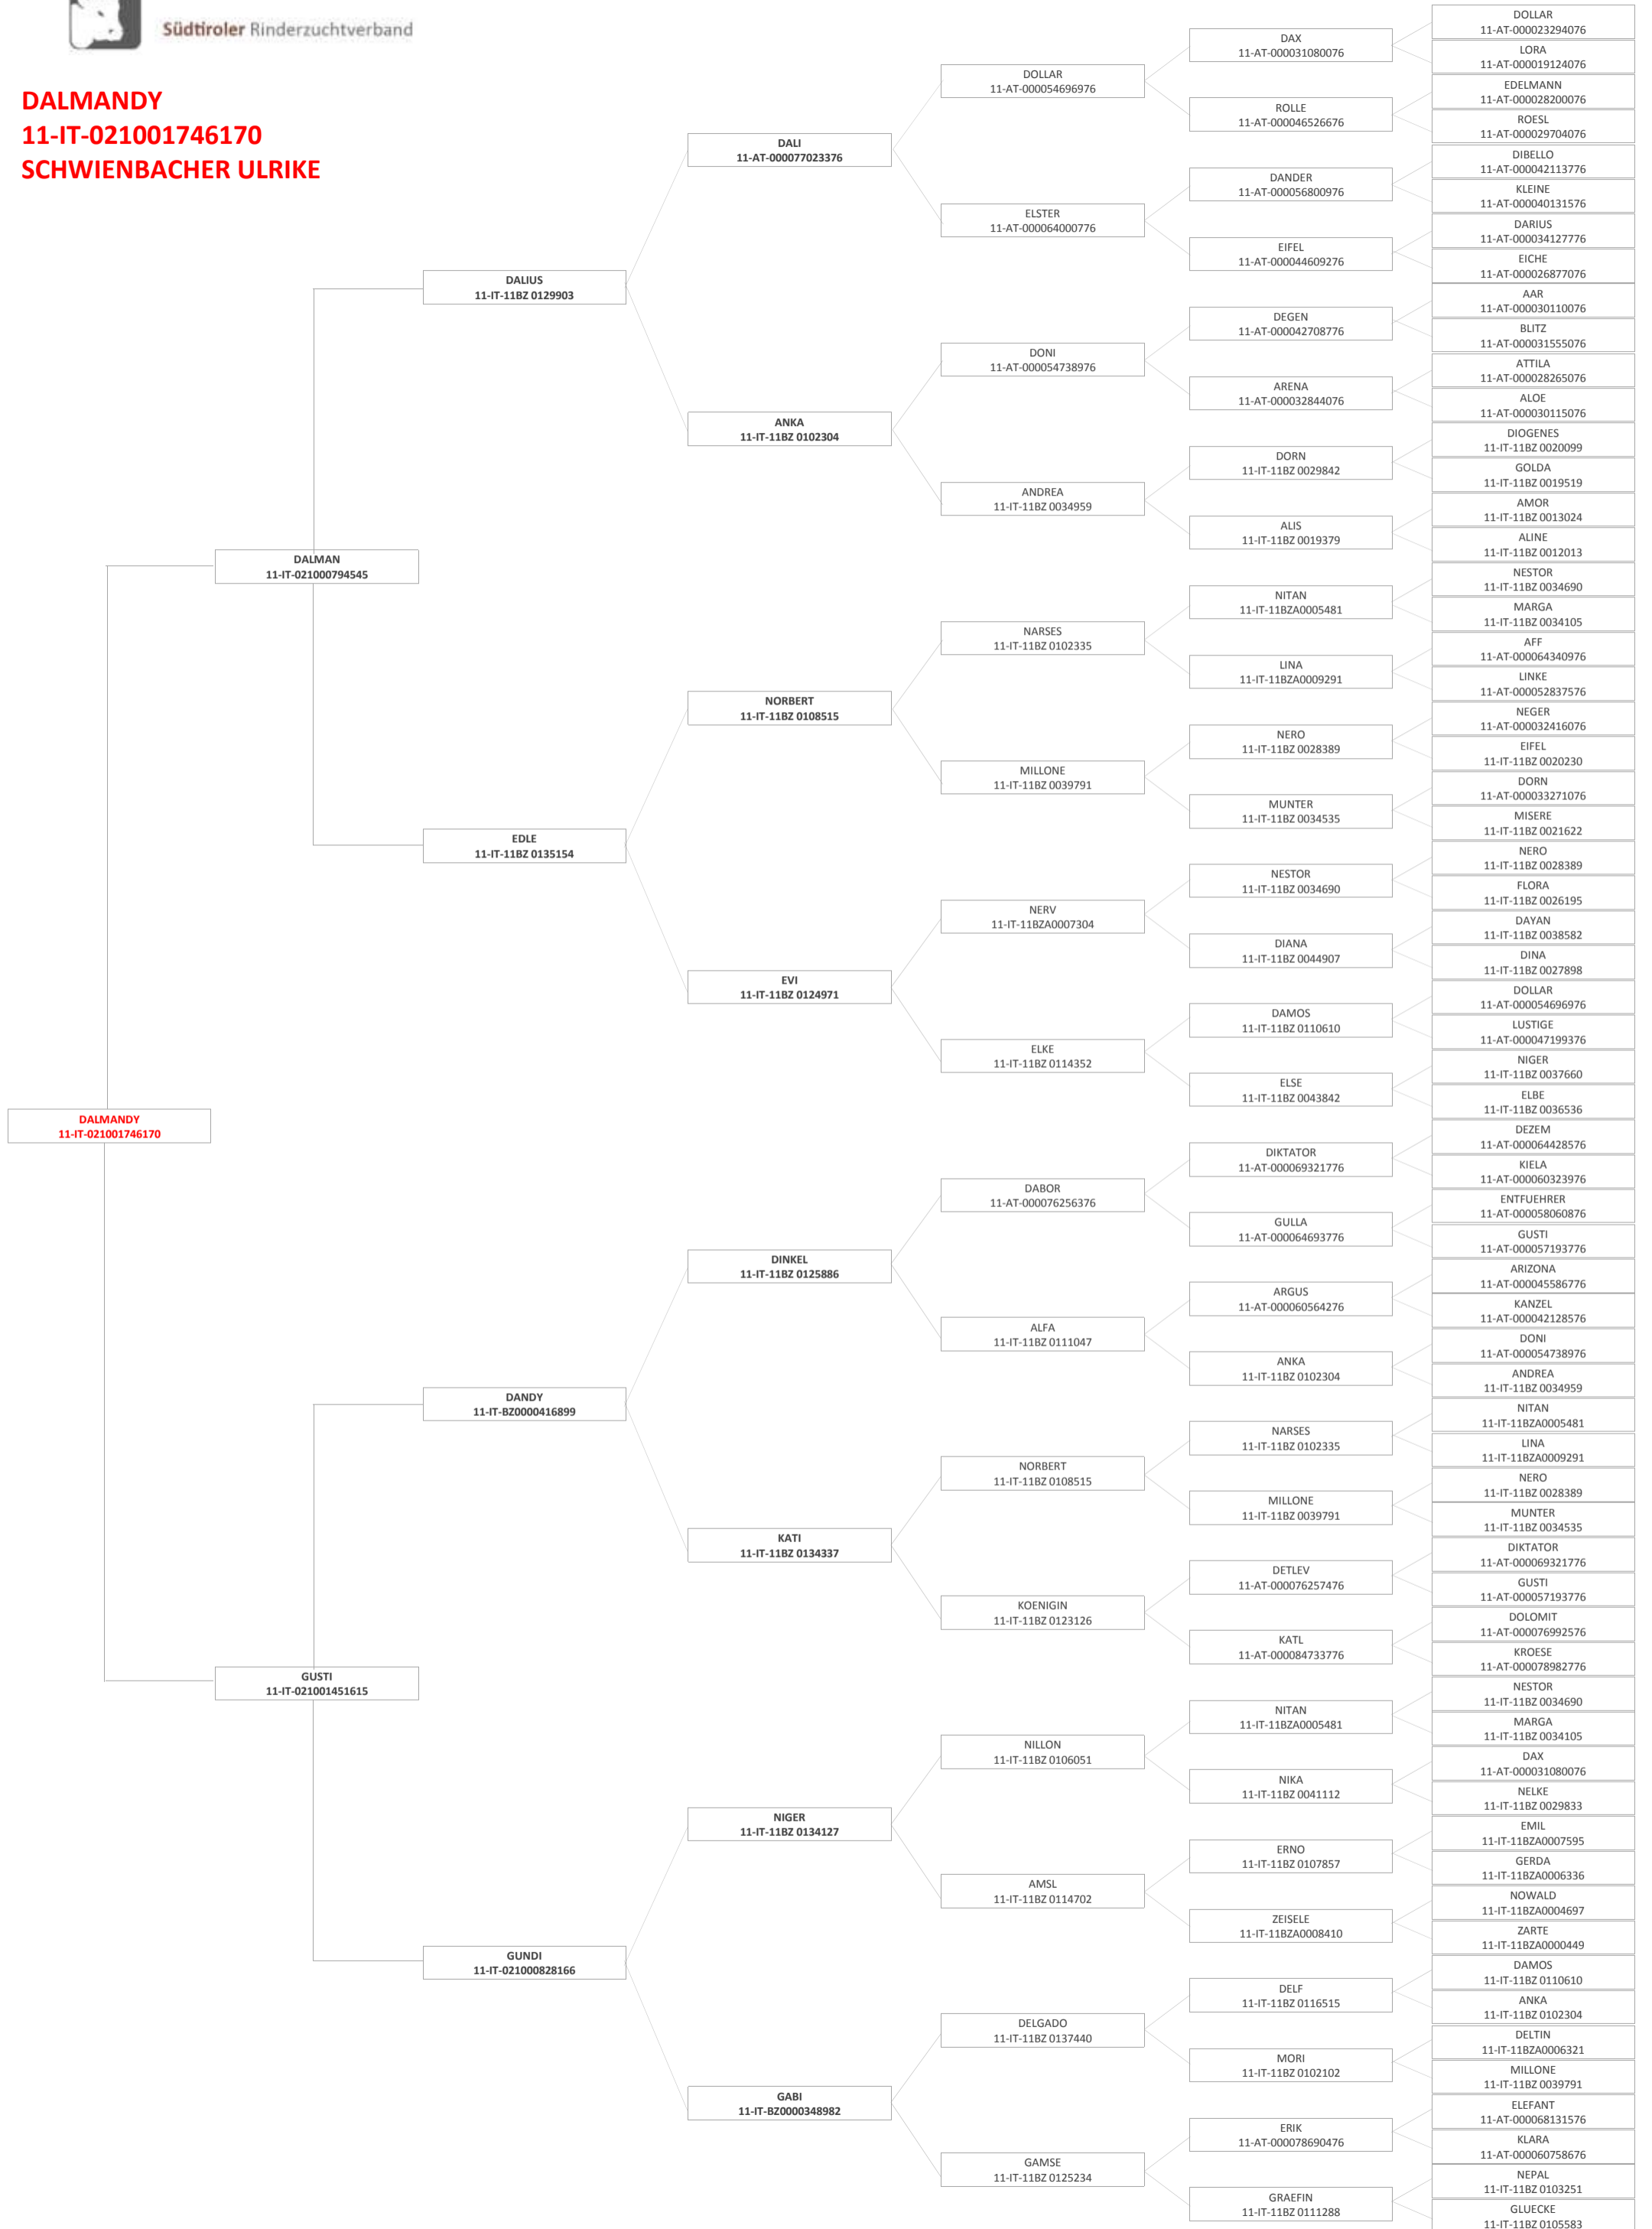 Südtiroler Rinderzuchtverband
DALMANDY
11-IT-021001746170
SCHWIENBACHER ULRIKE
DALMANDY
11-IT-021001746170
DALMAN
11-IT-021000794545
GUSTI
11-IT-021001451615
DALIUS
11-IT-11BZ 0129903
EDLE
11-IT-11BZ 0135154
DANDY
11-IT-BZ0000416899
GUNDI
11-IT-021000828166
DALI
11-AT-000077023376
ANKA
11-IT-11BZ 0102304
NORBERT
11-IT-11BZ 0108515
EVI
11-IT-11BZ 0124971
DINKEL
11-IT-11BZ 0125886
KATI
11-IT-11BZ 0134337
NIGER
11-IT-11BZ 0134127
GABI
11-IT-BZ0000348982
DOLLAR
11-AT-000054696976
ELSTER
11-AT-000064000776
DONI
11-AT-000054738976
ANDREA
11-IT-11BZ 0034959
NARSES
11-IT-11BZ 0102335
MILLONE
11-IT-11BZ 0039791
NERV
11-IT-11BZA0007304
ELKE
11-IT-11BZ 0114352
DABOR
11-AT-000076256376
ALFA
11-IT-11BZ 0111047
NORBERT
11-IT-11BZ 0108515
KOENIGIN
11-IT-11BZ 0123126
NILLON
11-IT-11BZ 0106051
AMSL
11-IT-11BZ 0114702
DELGADO
11-IT-11BZ 0137440
GAMSE
11-IT-11BZ 0125234
DAX
11-AT-000031080076
ROLLE
11-AT-000046526676
DANDER
11-AT-000056800976
EIFEL
11-AT-000044609276
DEGEN
11-AT-000042708776
ARENA
11-AT-000032844076
DORN
11-IT-11BZ 0029842
ALIS
11-IT-11BZ 0019379
NITAN
11-IT-11BZA0005481
LINA
11-IT-11BZA0009291
NERO
11-IT-11BZ 0028389
MUNTER
11-IT-11BZ 0034535
NESTOR
11-IT-11BZ 0034690
DIANA
11-IT-11BZ 0044907
DAMOS
11-IT-11BZ 0110610
ELSE
11-IT-11BZ 0043842
DIKTATOR
11-AT-000069321776
GULLA
11-AT-000064693776
ARGUS
11-AT-000060564276
ANKA
11-IT-11BZ 0102304
NARSES
11-IT-11BZ 0102335
MILLONE
11-IT-11BZ 0039791
DETLEV
11-AT-000076257476
KATL
11-AT-000084733776
NITAN
11-IT-11BZA0005481
NIKA
11-IT-11BZ 0041112
ERNO
11-IT-11BZ 0107857
ZEISELE
11-IT-11BZA0008410
DELF
11-IT-11BZ 0116515
MORI
11-IT-11BZ 0102102
ERIK
11-AT-000078690476
GRAEFIN
11-IT-11BZ 0111288
DOLLAR
11-AT-000023294076
LORA
11-AT-000019124076
EDELMANN
11-AT-000028200076
ROESL
11-AT-000029704076
DIBELLO
11-AT-000042113776
KLEINE
11-AT-000040131576
DARIUS
11-AT-000034127776
EICHE
11-AT-000026877076
AAR
11-AT-000030110076
BLITZ
11-AT-000031555076
ATTILA
11-AT-000028265076
ALOE
11-AT-000030115076
DIOGENES
11-IT-11BZ 0020099
GOLDA
11-IT-11BZ 0019519
AMOR
11-IT-11BZ 0013024
ALINE
11-IT-11BZ 0012013
NESTOR
11-IT-11BZ 0034690
MARGA
11-IT-11BZ 0034105
AFF
11-AT-000064340976
LINKE
11-AT-000052837576
NEGER
11-AT-000032416076
EIFEL
11-IT-11BZ 0020230
DORN
11-AT-000033271076
MISERE
11-IT-11BZ 0021622
NERO
11-IT-11BZ 0028389
FLORA
11-IT-11BZ 0026195
DAYAN
11-IT-11BZ 0038582
DINA
11-IT-11BZ 0027898
DOLLAR
11-AT-000054696976
LUSTIGE
11-AT-000047199376
NIGER
11-IT-11BZ 0037660
ELBE
11-IT-11BZ 0036536
DEZEM
11-AT-000064428576
KIELA
11-AT-000060323976
ENTFUEHRER
11-AT-000058060876
GUSTI
11-AT-000057193776
ARIZONA
11-AT-000045586776
KANZEL
11-AT-000042128576
DONI
11-AT-000054738976
ANDREA
11-IT-11BZ 0034959
NITAN
11-IT-11BZA0005481
LINA
11-IT-11BZA0009291
NERO
11-IT-11BZ 0028389
MUNTER
11-IT-11BZ 0034535
DIKTATOR
11-AT-000069321776
GUSTI
11-AT-000057193776
DOLOMIT
11-AT-000076992576
KROESE
11-AT-000078982776
NESTOR
11-IT-11BZ 0034690
MARGA
11-IT-11BZ 0034105
DAX
11-AT-000031080076
NELKE
11-IT-11BZ 0029833
EMIL
11-IT-11BZA0007595
GERDA
11-IT-11BZA0006336
NOWALD
11-IT-11BZA0004697
ZARTE
11-IT-11BZA0000449
DAMOS
11-IT-11BZ 0110610
ANKA
11-IT-11BZ 0102304
DELTIN
11-IT-11BZA0006321
MILLONE
11-IT-11BZ 0039791
ELEFANT
11-AT-000068131576
KLARA
11-AT-000060758676
NEPAL
11-IT-11BZ 0103251
GLUECKE
11-IT-11BZ 0105583